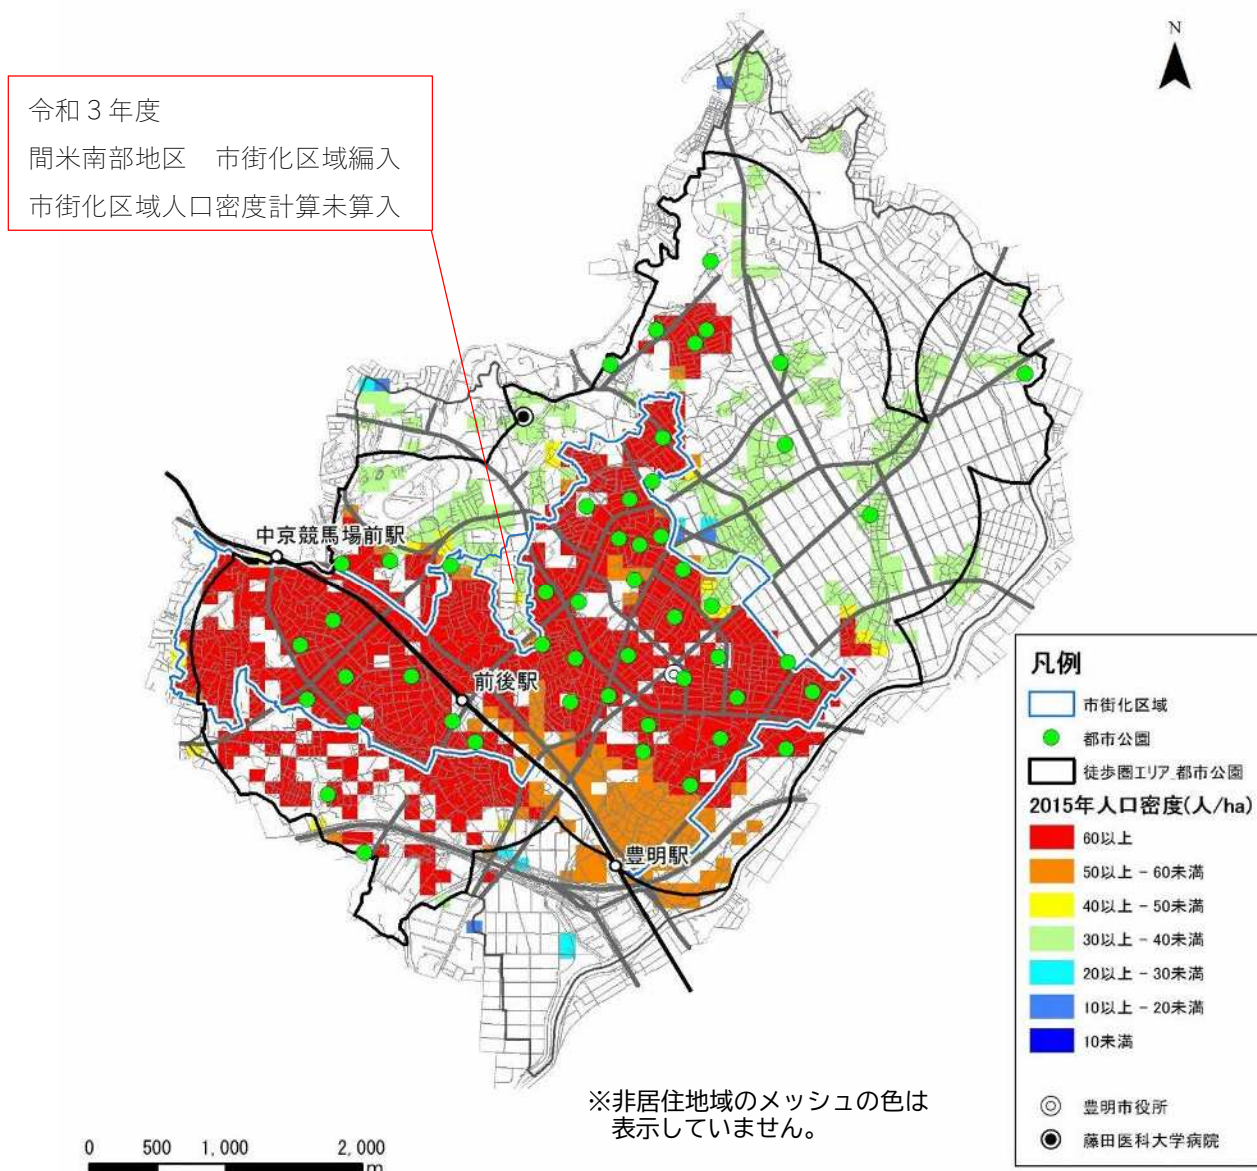 N
令和３年度
間米南部地区　市街化区域編入
市街化区域人口密度計算未算入
中京競馬場前駅
前後駅
豊明駅
凡例
市街化区域
都市公園
徒歩圏エリア_都市公園
2015年人口密度(人/ha)
60以上
50以上 - 60未満
40以上 - 50未満
30以上 - 40未満
20以上 - 30未満
10以上 - 20未満
10未満
豊明市役所
藤田医科大学病院
※非居住地域のメッシュの色は
表示していません。
0 500 1,000 2,000
m